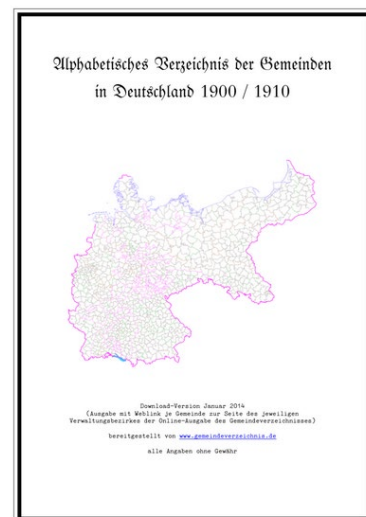 Alphabetisches Verzeichnis der Gemeinden
in Deutschland 1900 / 1910
Download-Version Januar 2014
(Ausgabe mit Weblink je Gemeinde zur Seite des jeweiligen
Verwaltungsbezirkes der Online-Ausgabe des Gemeindeverzeichnisses)
bereitgestellt von www.gemeindeverzeichnis.de
alle Angaben ohne Gewähr